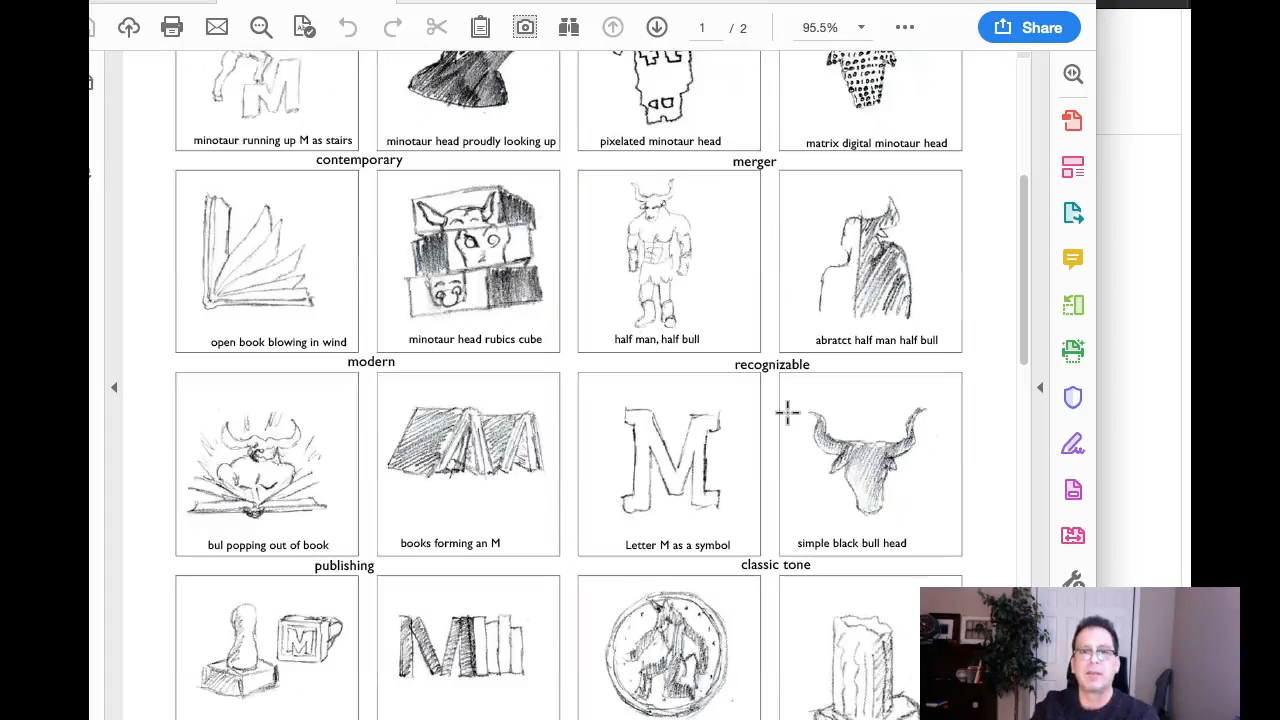 1 / 2
95.5%
Share
minotaur running up M as stairs
minotaur head proudly looking up
pixelated minotaur head
matrix digital minotaur head
contemporary
merger
open book blowing in wind
minotaur head rubics cube
half man, half bull
abratct half man half bull
modern
recognizable
bul popping out of book
books forming an M
Letter M as a symbol
simple black bull head
publishing
classic tone